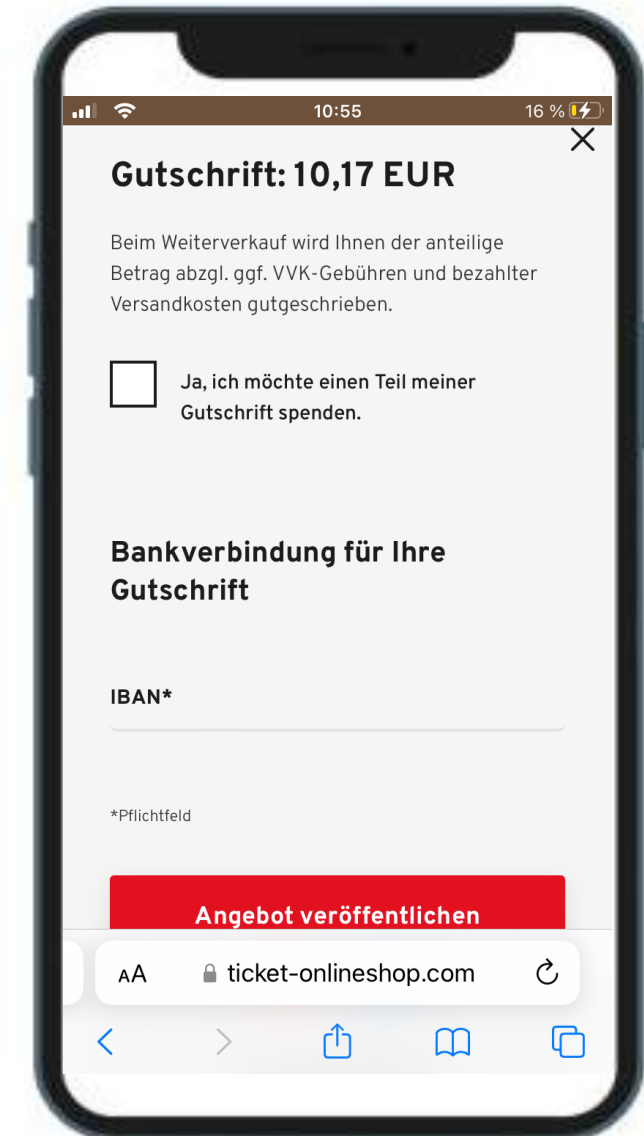 10:55
16 %
Gutschrift: 10,17 EUR
Beim Weiterverkauf wird Ihnen der anteilige
Betrag abzgl. ggf. VVK-Gebühren und bezahlter
Versandkosten gutgeschrieben.
Ja, ich möchte einen Teil meiner
Gutschrift spenden.
Bankverbindung für Ihre
Gutschrift
IBAN*
*Pflichtfeld
Angebot veröffentlichen
AA ticket-onlineshop.com